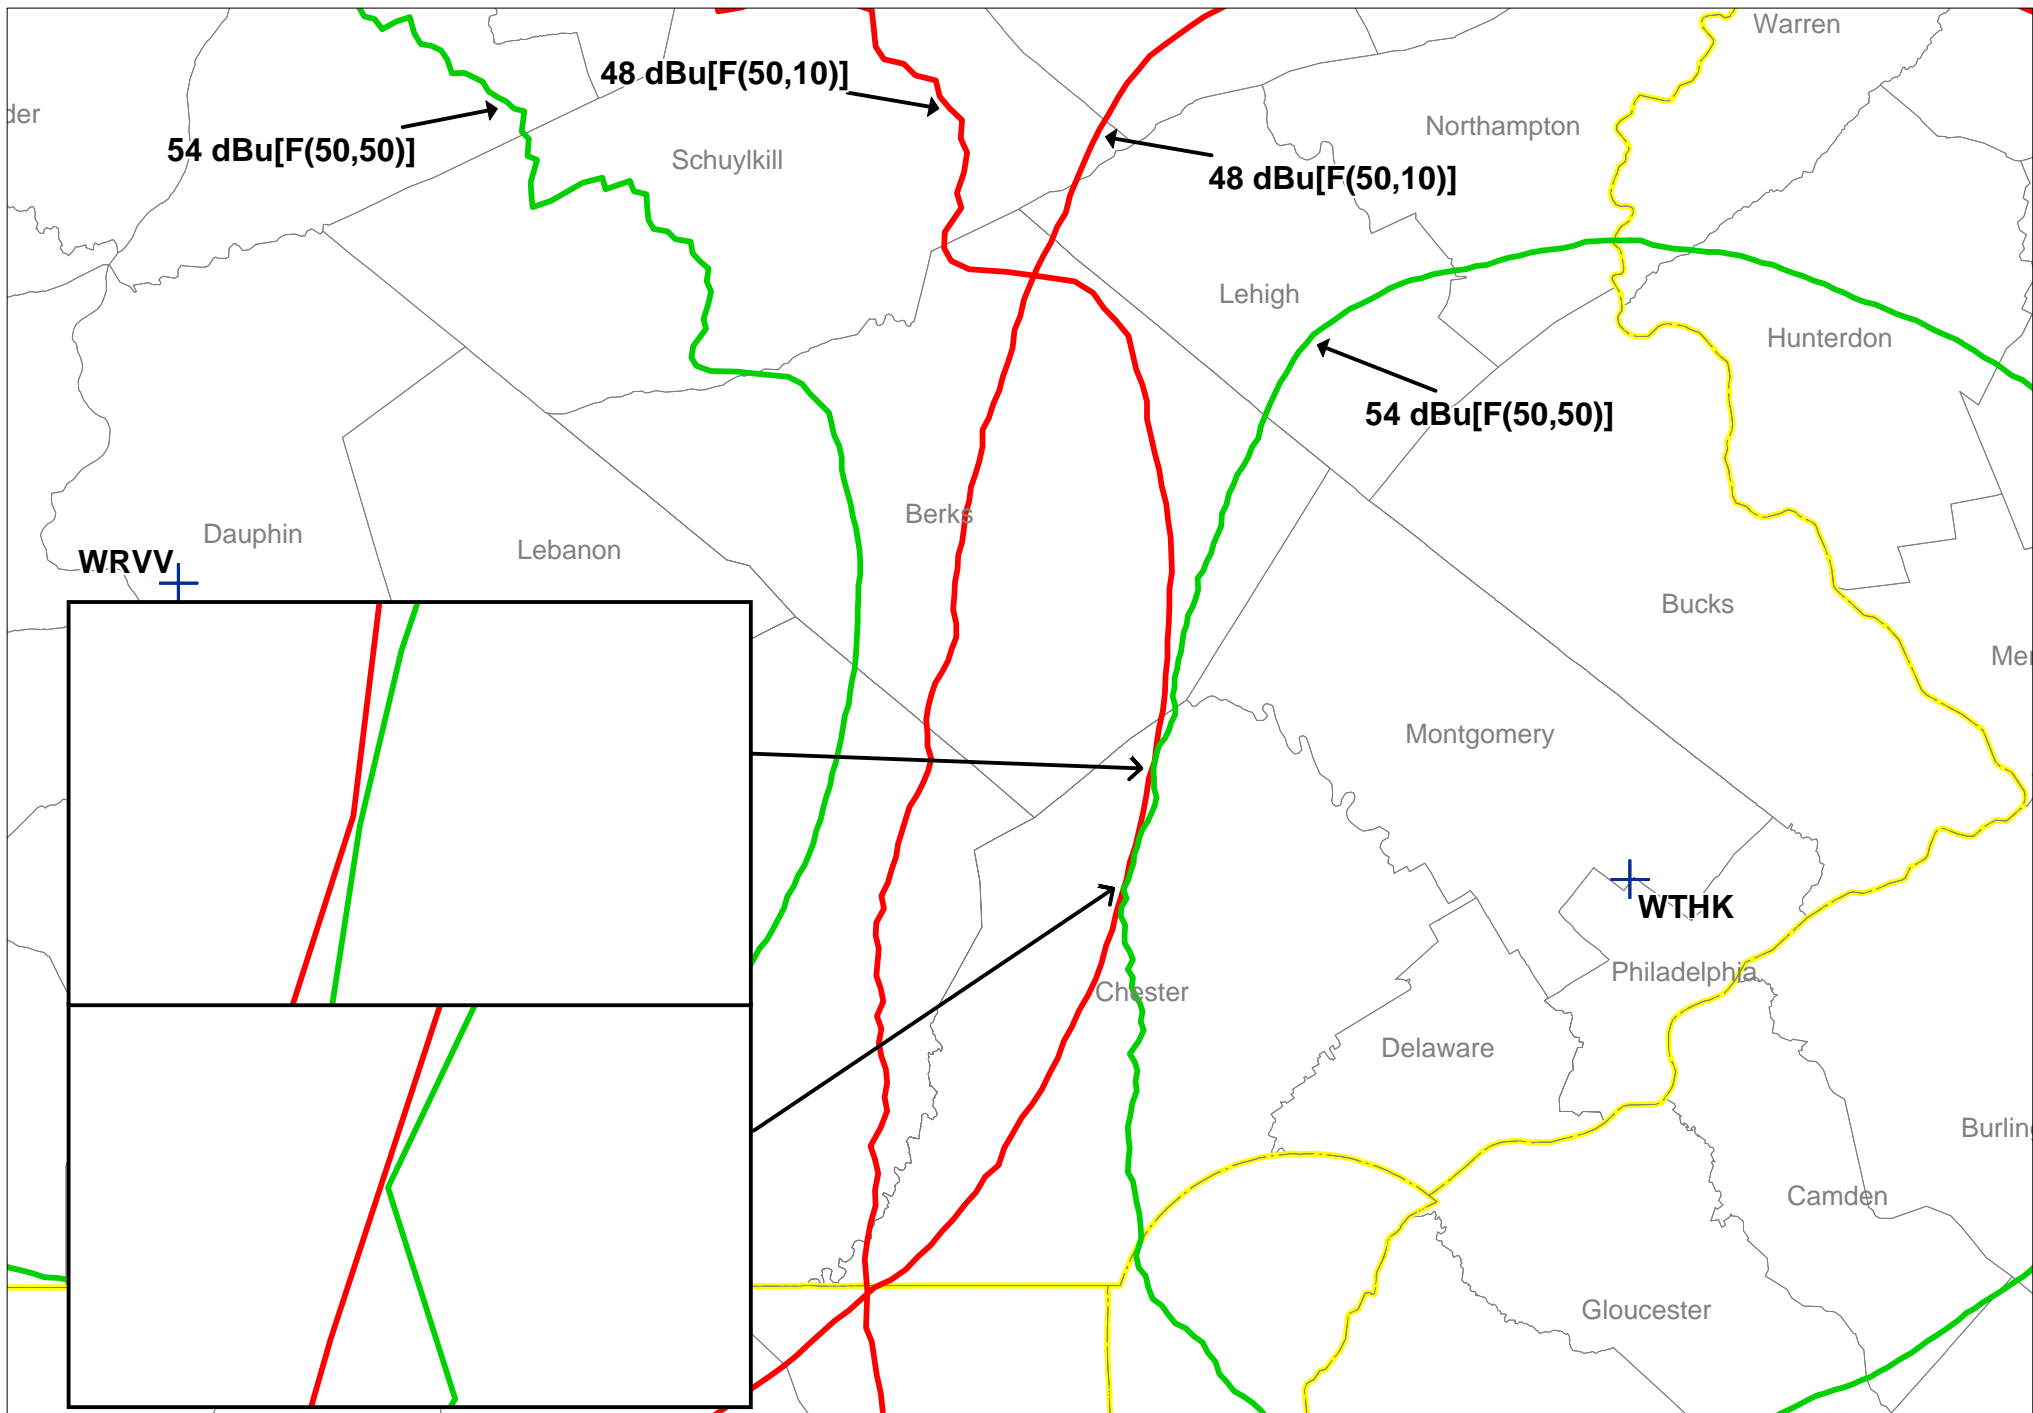 Warren
48 dBu[F(50,10)]
der
54 dBu[F(50,50)]
Schuylkill
Northampton
48 dBu[F(50,10)]
Lehigh
Hunterdon
54 dBu[F(50,50)]
Berks
Dauphin
Lebanon
WRVV
Bucks
Mer
Montgomery
WTHK
Philadelphia
Chester
Delaware
Burling
Camden
Gloucester